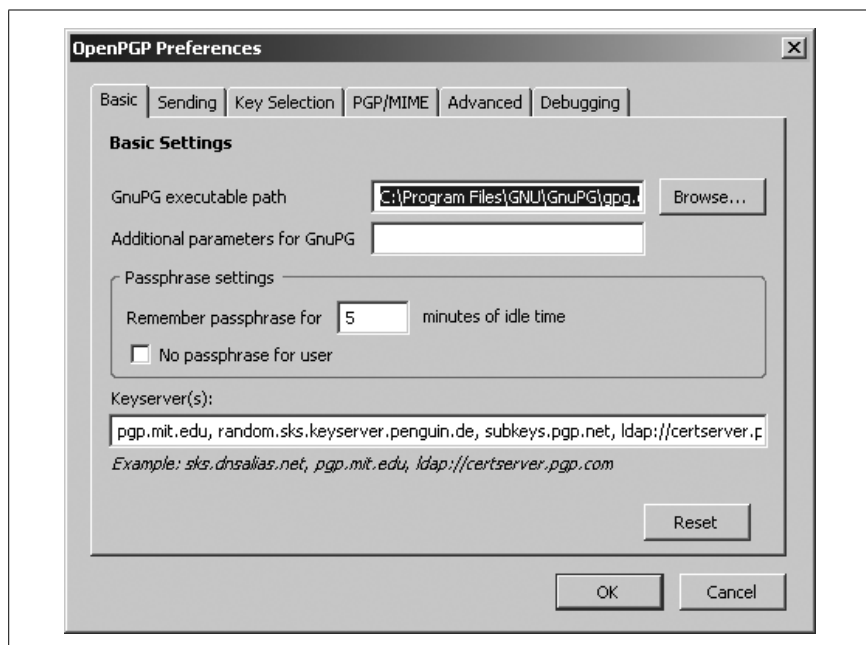 OpenPGP Preferences
Basic Sending Key Selection PGP/MIME Advanced Debugging
Basic Settings
GnuPG executable path C:\Program Files\GNU\GnuPG\gpg. Browse...
Additional parameters for GnuPG
Passphrase settings
Remember passphrase for 5 minutes of idle time
No passphrase for user
Keyserver(s):
pgp.mit.edu, random.sks.keyserver.penguin.de, subkeys.pgp.net, ldap://certserver.p
Example: sks.dnsalias.net, pgp.mit.edu, ldap://certserver.pgp.com
Reset
OK Cancel